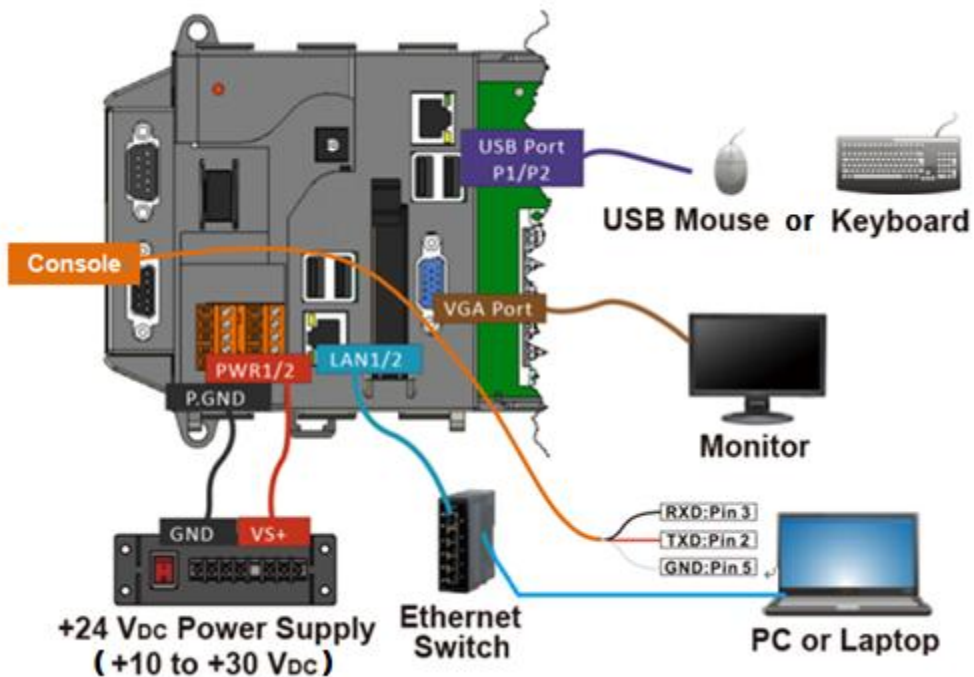 USB Port
P1/P2
USB Mouse or Keyboard
Console
VGA Port
PWR1/2
LAN1/2
P.GND
Monitor
GND
VS+
RXD:Pin 3
TXD:Pin 2
GND:Pin 5
+24 VDC Power Supply
(+10 to +30 VDC)
Ethernet
Switch
PC or Laptop